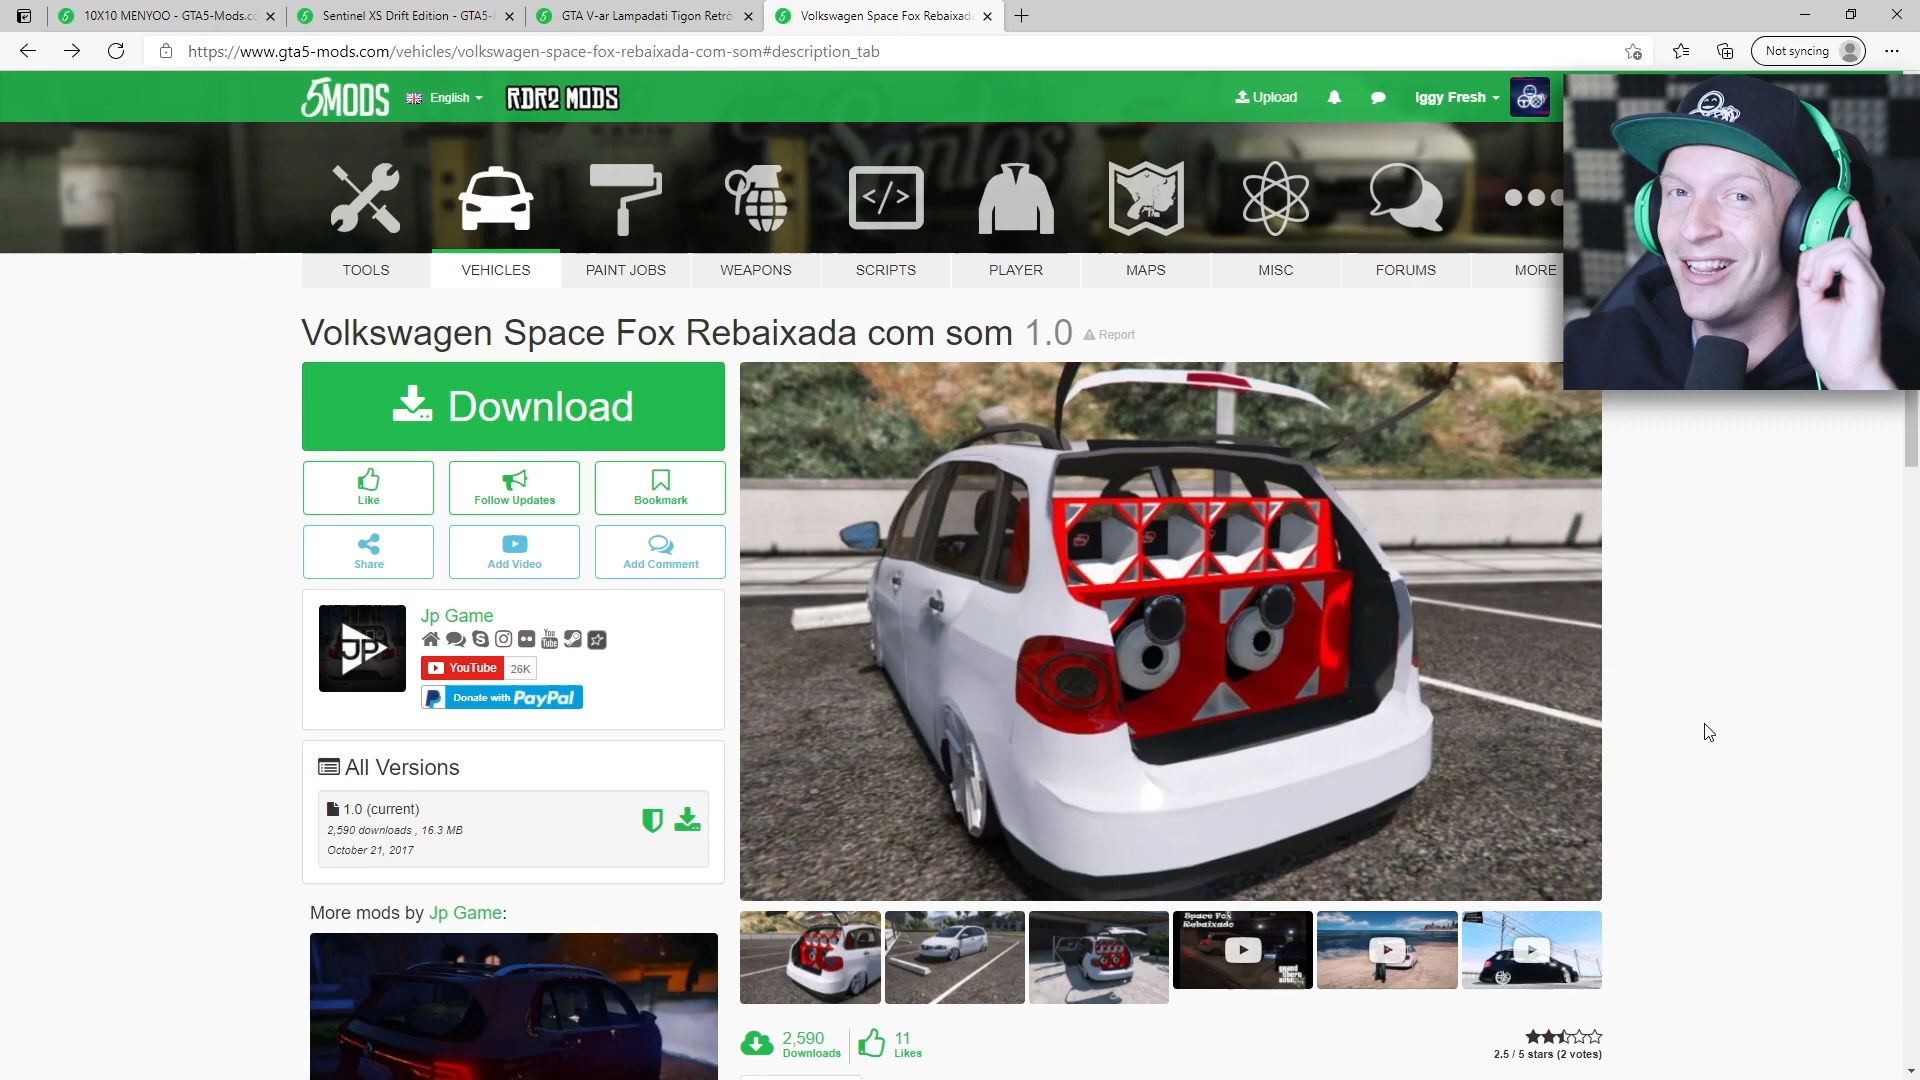 10X10 MENYOO - GTA5-Mods.cc
Sentinel XS Drift Edition - GTA5-
GTA V-ar Lampadati Tigon Retrò
Volkswagen Space Fox Rebaixad
https://www.gta5-mods.com/vehicles/volkswagen-space-fox-rebaixada-com-som#description_tab
Not syncing
5MODS
English
RDR2 MODS
Upload
Iggy Fresh
TOOLS
VEHICLES
PAINT JOBS
WEAPONS
SCRIPTS
PLAYER
MAPS
MISC
FORUMS
MORE
Volkswagen Space Fox Rebaixada com som 1.0
Report
Download
Like
Follow Updates
Bookmark
Share
Add Video
Add Comment
JP
Jp Game
You Tube
YouTube 26K
Donate with PayPal
All Versions
1.0 (current)
2,590 downloads , 16.3 MB
October 21, 2017
More mods by Jp Game:
Space Fox
Rebaixado
2,590
Downloads
11
Likes
2.5 / 5 stars (2 votes)